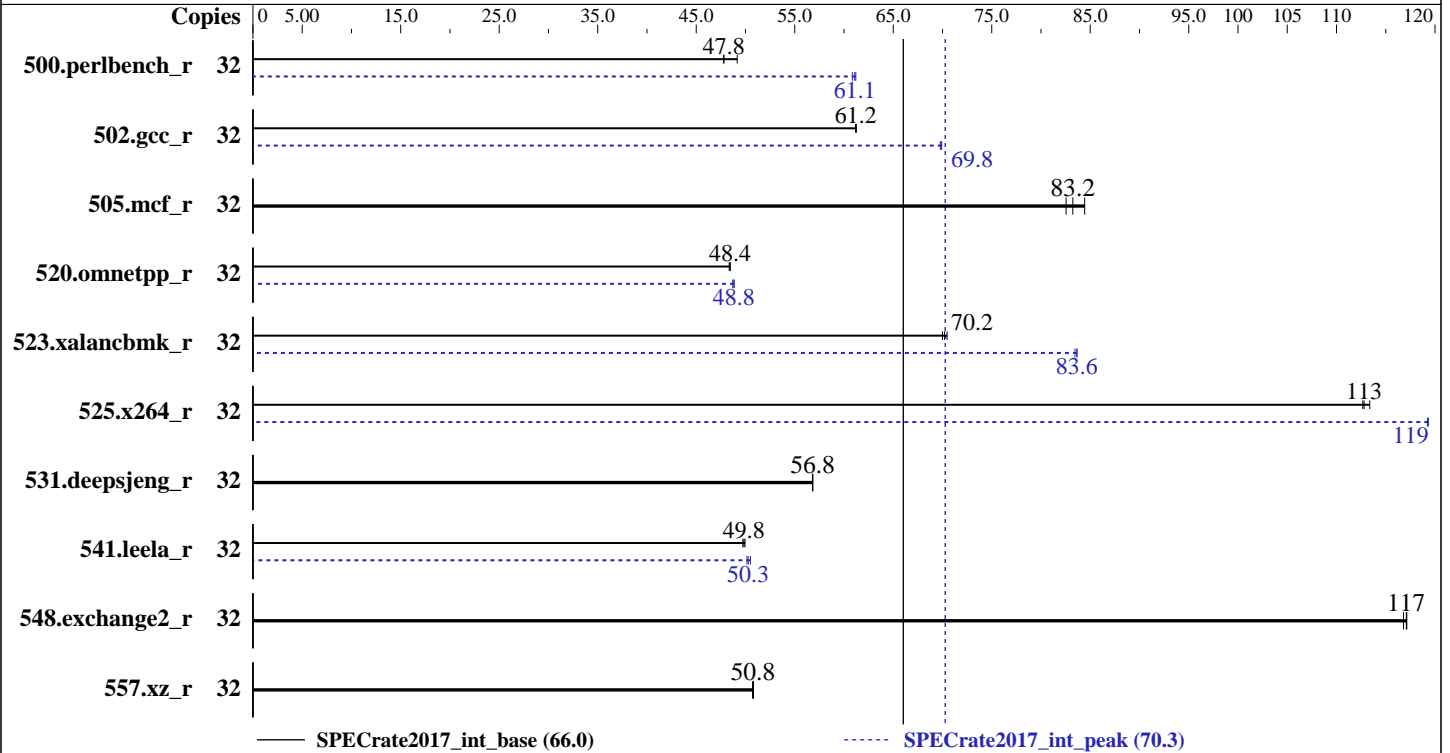 Copies 0 5.00 15.0 25.0 35.0 45.0 55.0 65.0 75.0 85.0 95.0 100 105 110 120
47.8
500.perlbench_r 32
61.1
61.2
502.gcc_r 32
69.8
83.2
505.mcf_r 32
48.4
520.omnetpp_r 32
48.8
70.2
523.xalancbmk_r 32
83.6
113
525.x264_r 32
119
56.8
531.deepsjeng_r 32
49.8
541.leela_r 32
50.3
117
548.exchange2_r 32
50.8
557.xz_r 32
SPECrate2017_int_base (66.0) SPECrate2017_int_peak (70.3)